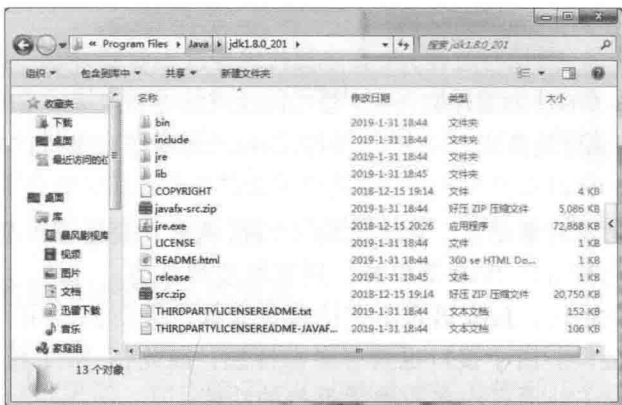 « Program Files ▸ Java ▸ jdk1.8.0_201 ▸
搜索 jdk1.8.0_201
组织 ▾ 包含到库中 ▾ 共享 ▾ 新建文件夹
收藏夹
下载
桌面
最近访问的位
桌面
库
暴风影视库
视频
图片
文档
迅雷下载
音乐
家庭组
名称 修改日期 类型 大小
bin 2019-1-31 18:44 文件夹
include 2019-1-31 18:44 文件夹
jre 2019-1-31 18:44 文件夹
lib 2019-1-31 18:45 文件夹
COPYRIGHT 2018-12-15 19:14 文件 4 KB
javafx-src.zip 2019-1-31 18:44 好压 ZIP 压缩文件 5,086 KB
jre.exe 2018-12-15 20:26 应用程序 72,868 KB
LICENSE 2019-1-31 18:44 文件 1 KB
README.html 2019-1-31 18:44 360 se HTML Do... 1 KB
release 2019-1-31 18:45 文件 1 KB
src.zip 2018-12-15 19:14 好压 ZIP 压缩文件 20,750 KB
THIRDPARTYLICENSEREADME.txt 2019-1-31 18:44 文本文档 152 KB
THIRDPARTYLICENSEREADME-JAVAF... 2019-1-31 18:44 文本文档 106 KB
13 个对象